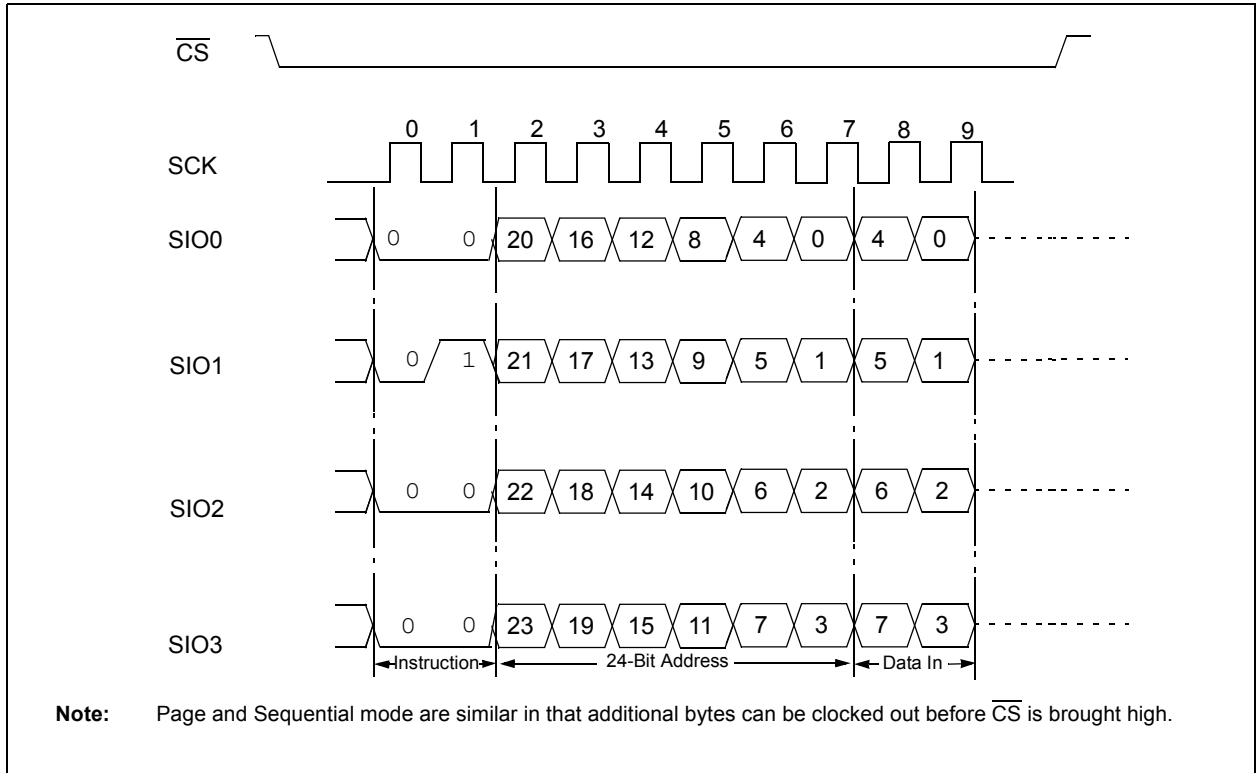 CS
0 1 2 3 4 5 6 7 8 9
SCK
SIO0 0 0 20 16 12 8 4 0 4 0
SIO1 0 1 21 17 13 9 5 1 5 1
SIO2 0 0 22 18 14 10 6 2 6 2
SIO3 0 0 23 19 15 11 7 3 7 3
Instruction 24-Bit Address Data In
Note: Page and Sequential mode are similar in that additional bytes can be clocked out before CS is brought high.